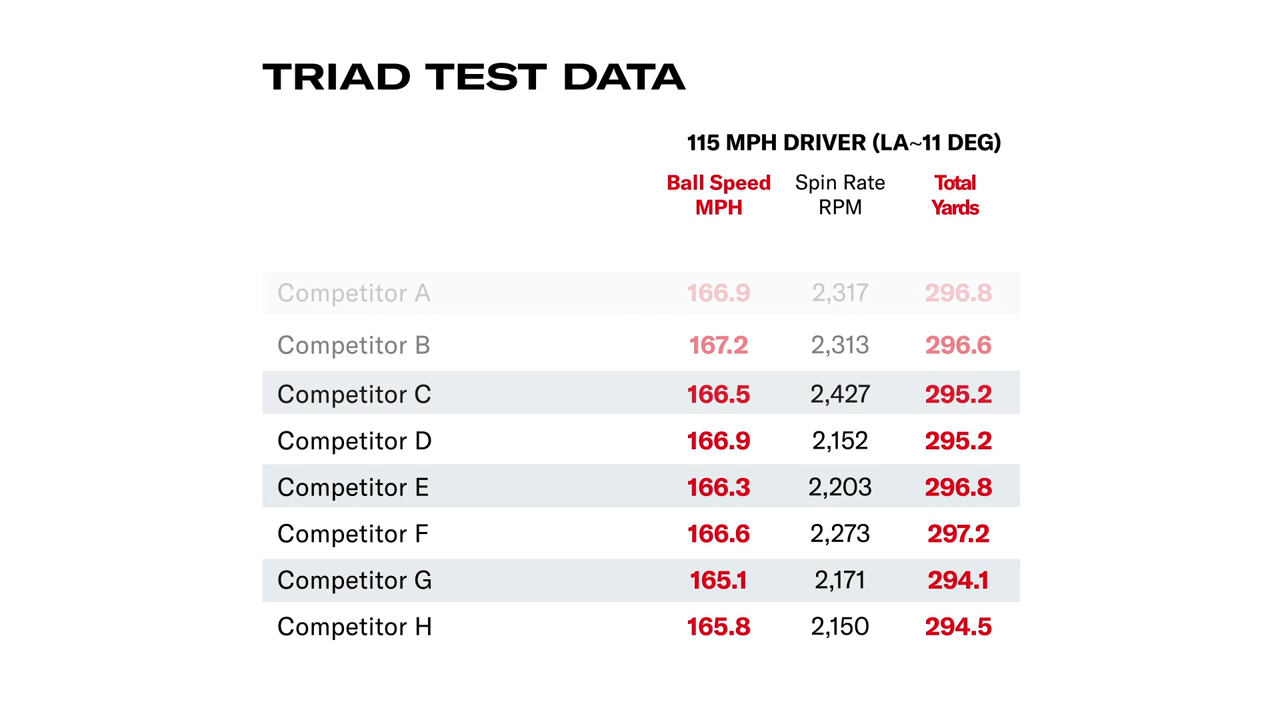 TRIAD TEST DATA
115 MPH DRIVER (LA~11 DEG)
Ball Speed MPH Spin Rate RPM Total Yards
Competitor A 166.9 2,317 296.8
Competitor B 167.2 2,313 296.6
Competitor C 166.5 2,427 295.2
Competitor D 166.9 2,152 295.2
Competitor E 166.3 2,203 296.8
Competitor F 166.6 2,273 297.2
Competitor G 165.1 2,171 294.1
Competitor H 165.8 2,150 294.5